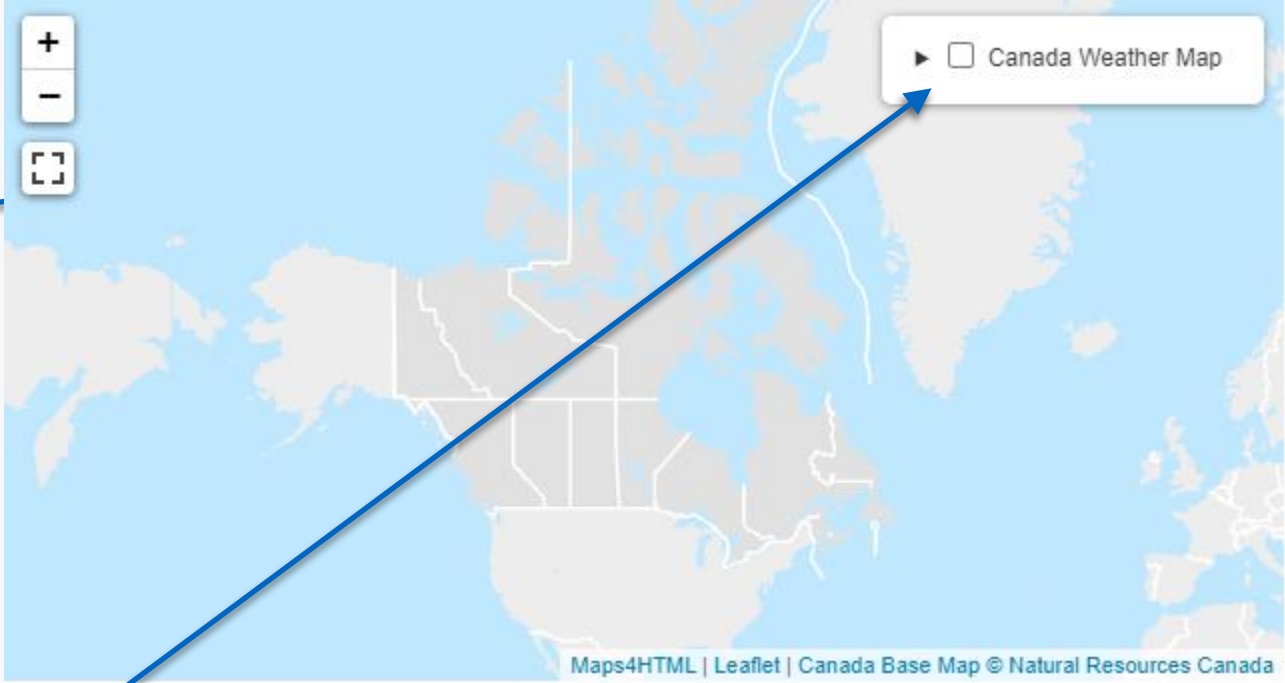 +
−
Canada Weather Map
Maps4HTML | Leaflet | Canada Base Map © Natural Resources Canada